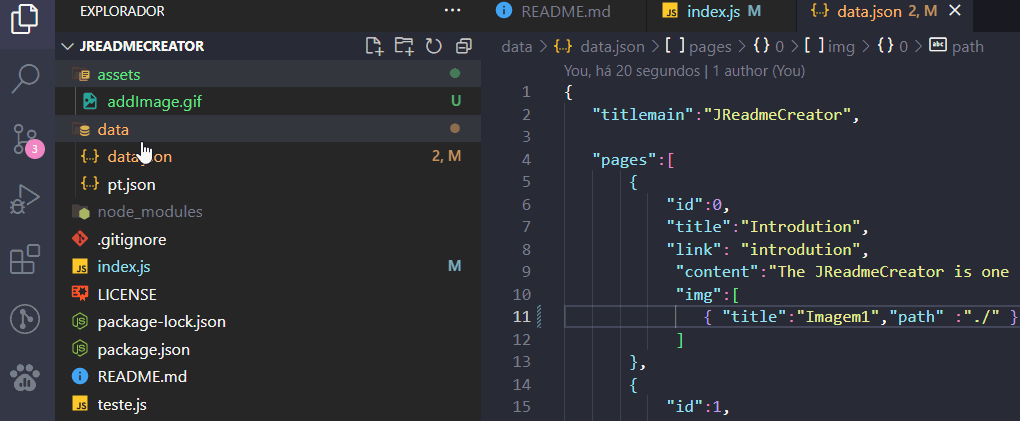 EXPLORADOR
JREADMECREATOR
assets
addImage.gif U
data
data.json 2, M
pt.json
node_modules
.gitignore
index.js M
LICENSE
package-lock.json
package.json
README.md
teste.js
3
README.md index.js M data.json 2, M
data > data.json > [ ] pages > { } 0 > [ ] img > { } 0 > abc path
You, há 20 segundos | 1 author (You)
1 {
2 "titlemain":"JReadmeCreator",
3
4 "pages":[
5 {
6 "id":0,
7 "title":"Introdution",
8 "link": "introdution",
9 "content":"The JReadmeCreator is one
10 "img":[
11 { "title":"Imagem1","path" :"./" }
12 ]
13 },
14 {
15 "id":1,